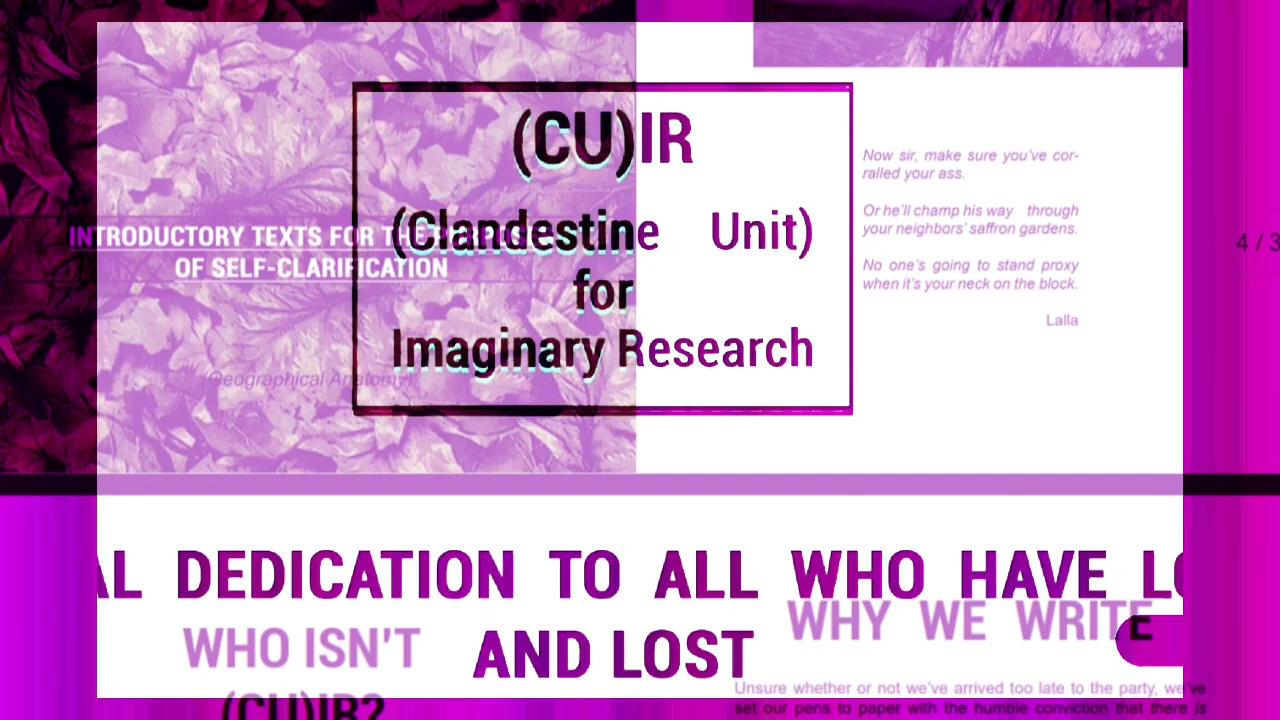 (CU)IR
(Clandestine Unit)
for
Imaginary Research
INTRODUCTORY TEXTS FOR THE
OF SELF-CLARIFICATION
(Geographical Anatomy)
Now sir, make sure you've cor-
ralled your ass.
Or he'll champ his way through
your neighbors' saffron gardens.
No one's going to stand proxy
when it's your neck on the block.
Lalla
4 / 3
AL DEDICATION TO ALL WHO HAVE LO
AND LOST
WHO ISN'T
(CU)IR?
WHY WE WRITE
Unsure whether or not we've arrived too late to the party, we've
set our pens to paper with the humble conviction that there is